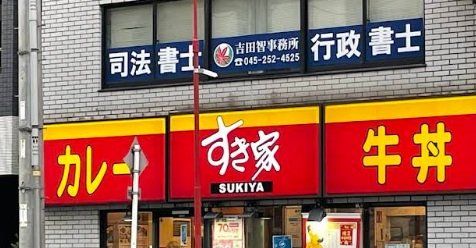 司法書士
吉田智事務所
☎045-252-4525
行政書士
カレー
すき家
SUKIYA
牛丼
70